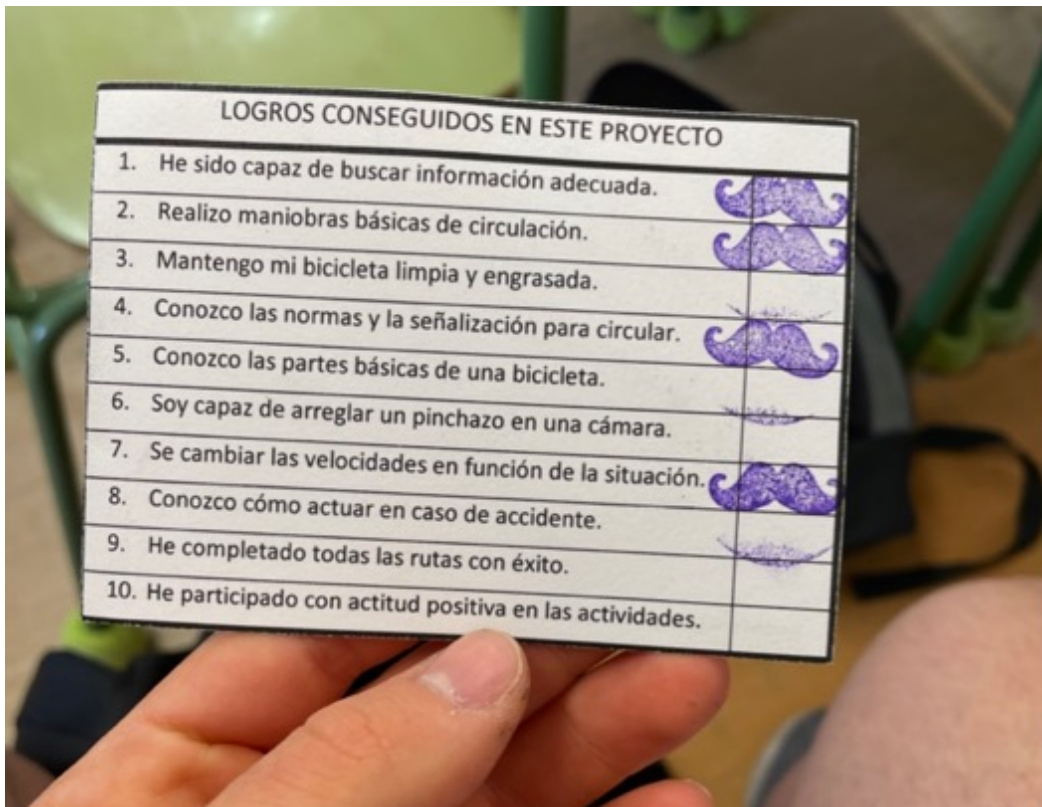 LOGROS CONSEGUIDOS EN ESTE PROYECTO
1. He sido capaz de buscar información adecuada.
2. Realizo maniobras básicas de circulación.
3. Mantengo mi bicicleta limpia y engrasada.
4. Conozco las normas y la señalización para circular.
5. Conozco las partes básicas de una bicicleta.
6. Soy capaz de arreglar un pinchazo en una cámara.
7. Se cambiar las velocidades en función de la situación.
8. Conozco cómo actuar en caso de accidente.
9. He completado todas las rutas con éxito.
10. He participado con actitud positiva en las actividades.